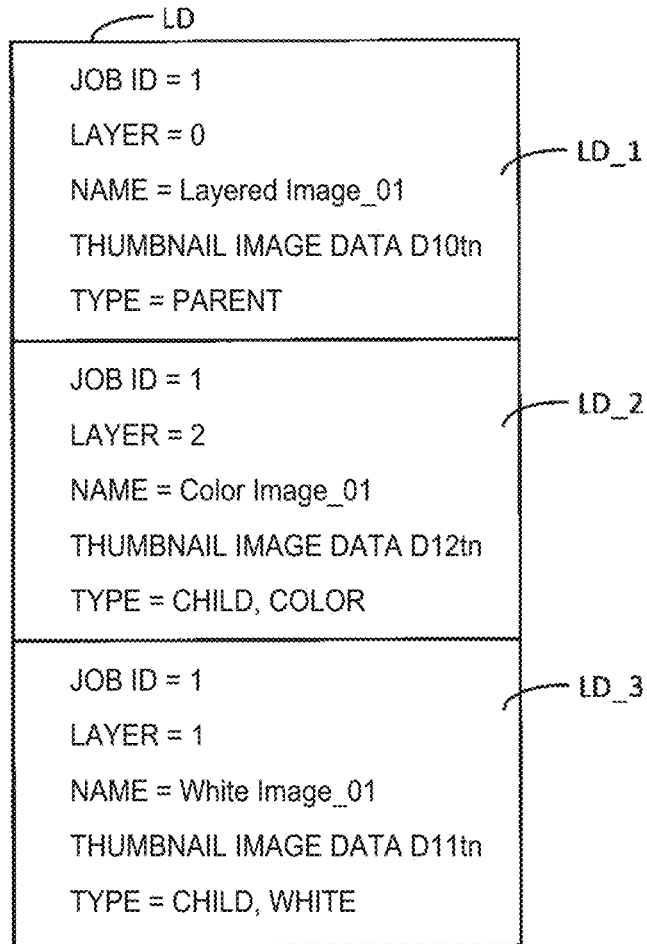 LD
JOB ID = 1
LAYER = 0
LD_1
NAME = Layered Image_01
THUMBNAIL IMAGE DATA D10tn
TYPE = PARENT
JOB ID = 1
LD_2
LAYER = 2
NAME = Color Image_01
THUMBNAIL IMAGE DATA D12tn
TYPE = CHILD, COLOR
JOB ID = 1
LD_3
LAYER = 1
NAME = White Image_01
THUMBNAIL IMAGE DATA D11tn
TYPE = CHILD, WHITE